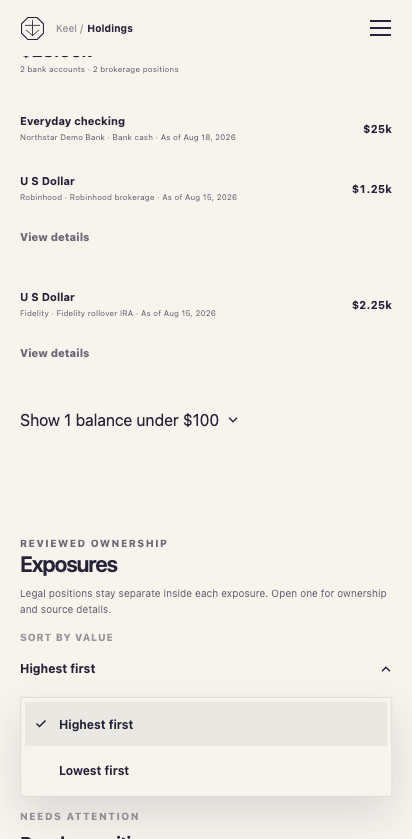 Keel / Holdings
2 bank accounts · 2 brokerage positions
Everyday checking
$25k
Northstar Demo Bank · Bank cash · As of Aug 18, 2026
U S Dollar
$1.25k
Robinhood · Robinhood brokerage · As of Aug 15, 2026
View details
U S Dollar
$2.25k
Fidelity · Fidelity rollover IRA · As of Aug 15, 2026
View details
Show 1 balance under $100
REVIEWED OWNERSHIP
Exposures
Legal positions stay separate inside each exposure. Open one for ownership
and source details.
SORT BY VALUE
Highest first
Highest first
Lowest first
NEEDS ATTENTION